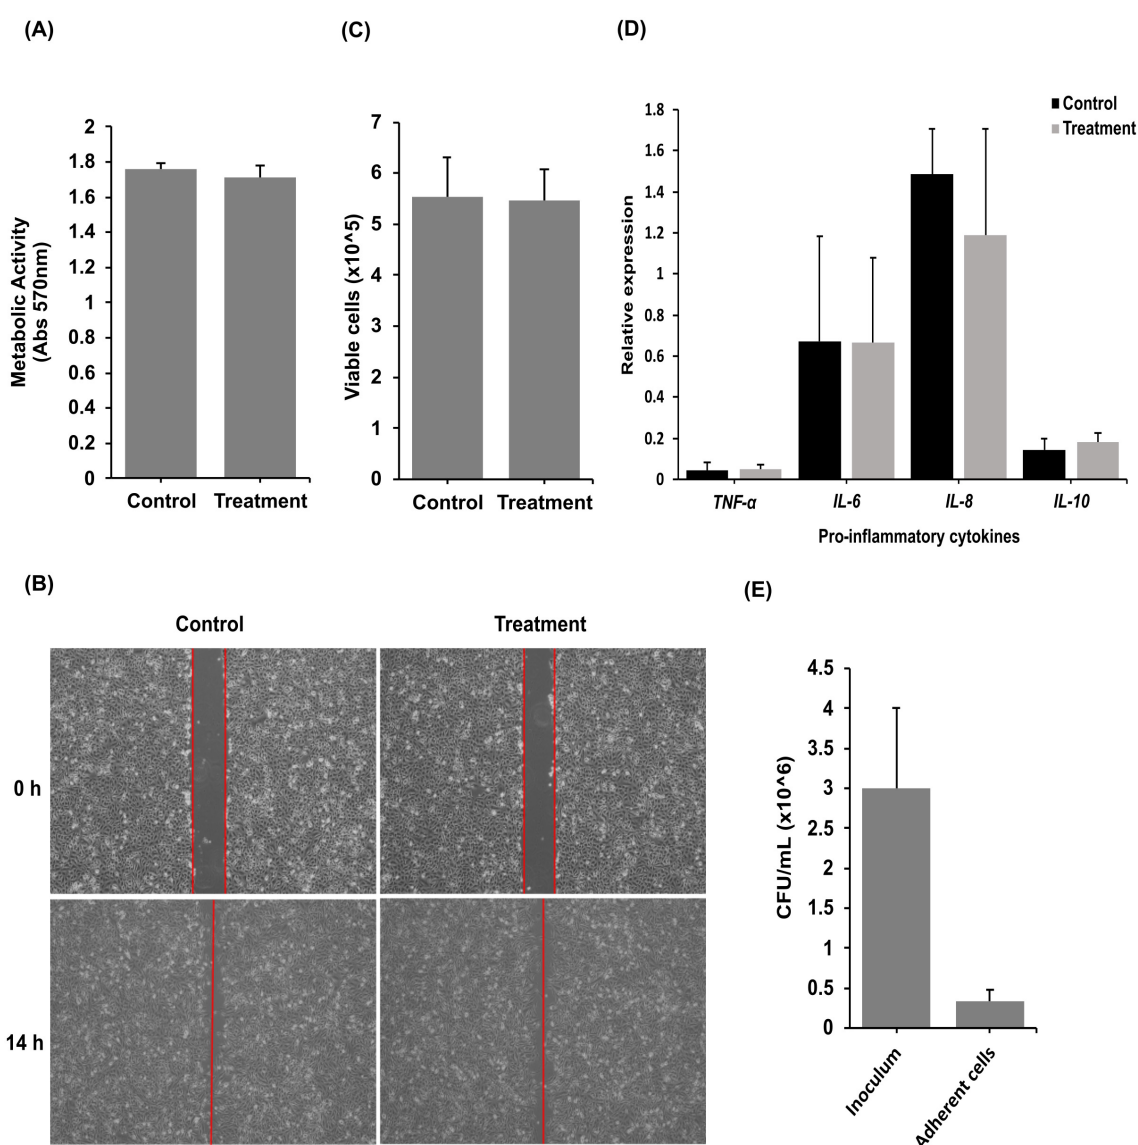 (A)
(C)
(D)
2
1.8
1.6
1.4
1.2
1
0.8
0.6
0.4
0.2
0
Metabolic Activity
(Abs 570nm)
Control
Treatment
7
6
5
4
3
2
1
0
Viable cells (x10^5)
Control
Treatment
1.8
1.6
1.4
1.2
1
0.8
0.6
0.4
0.2
0
Relative expression
Control
Treatment
TNF-α
IL-6
IL-8
IL-10
Pro-inflammatory cytokines
(B)
Control
Treatment
0 h
14 h
(E)
4.5
4
3.5
3
2.5
2
1.5
1
0.5
0
CFU/mL (x10^6)
Inoculum
Adherent cells